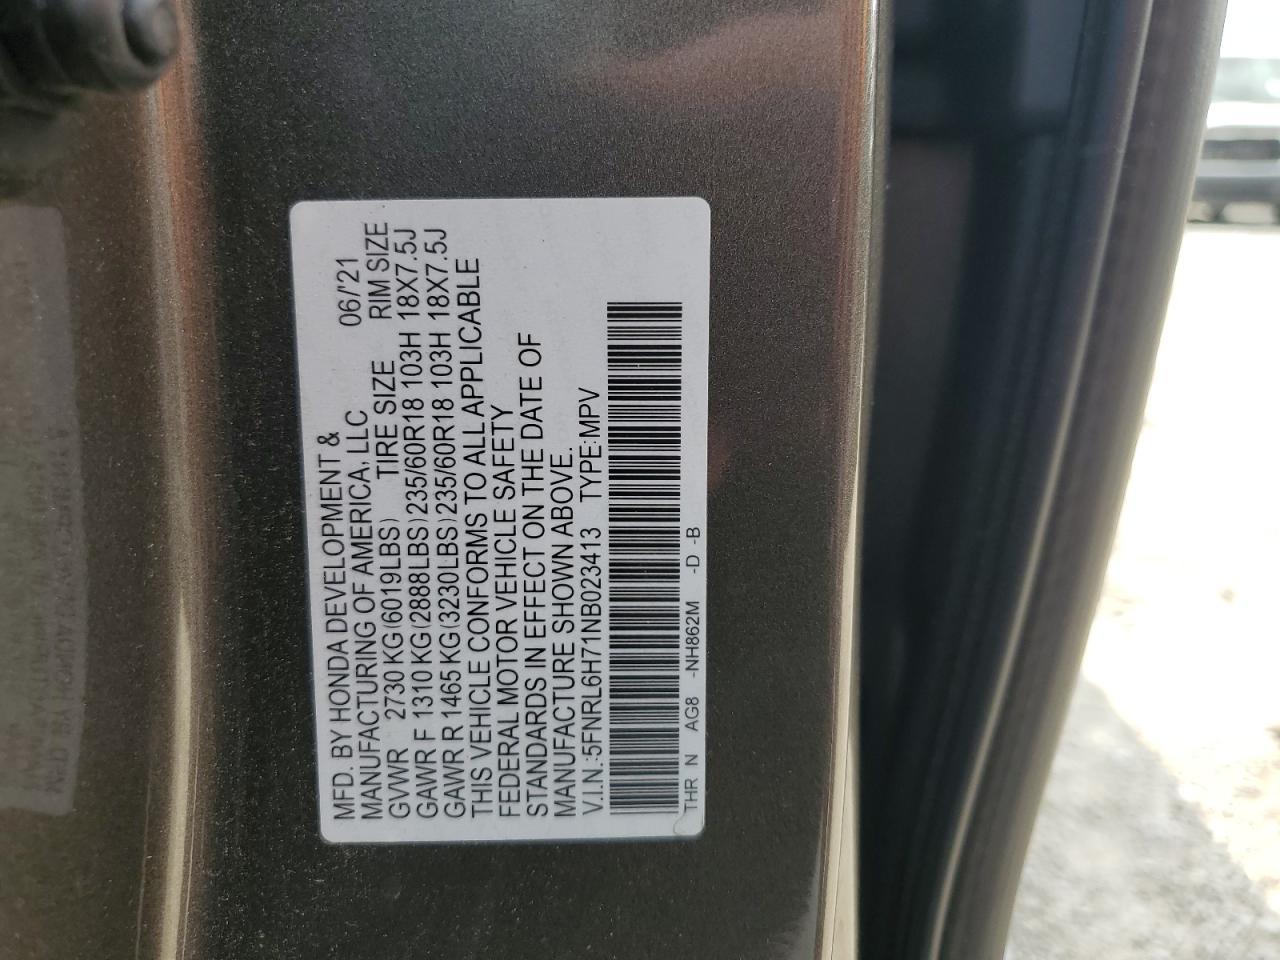 MFD. BY HONDA DEVELOPMENT &
MANUFACTURING OF AMERICA, LLC 06/'21
GVWR 2730 KG (6019LBS) TIRE SIZE RIM SIZE
GAWR F 1310 KG (2888LBS) 235/60R18 103H 18X7.5J
GAWR R 1465 KG (3230LBS) 235/60R18 103H 18X7.5J
THIS VEHICLE CONFORMS TO ALL APPLICABLE
FEDERAL MOTOR VEHICLE SAFETY
STANDARDS IN EFFECT ON THE DATE OF
MANUFACTURE SHOWN ABOVE.
V.I.N.:5FNRL6H71NB023413 TYPE:MPV
THR N AG8 -NH862M -D -B